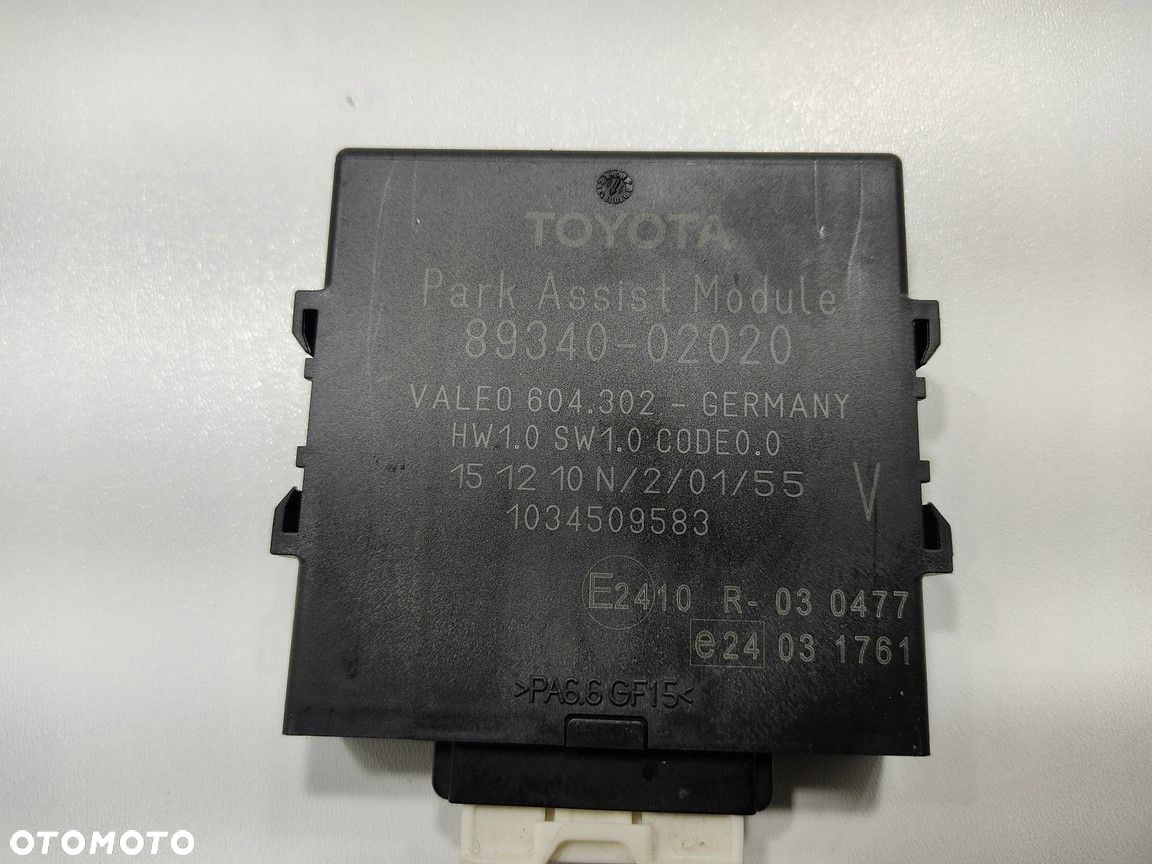 TOYOTA
Park Assist Module
89340-02020
VALEO 604.302 - GERMANY
HW1.0 SW1.0 CODE0.0
15 12 10 N/2/01/55
V
1034509583
E2410 R- 03 0477
e24 03 1761
>PA6.6 GF15<
OTOMOTO